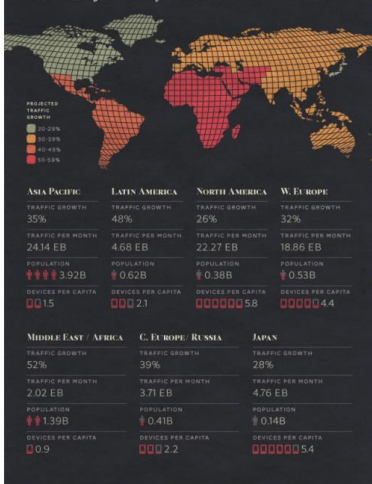 PROJECTED
TRAFFIC
GROWTH
20-29%
30-39%
40-49%
50-59%
ASIA PACIFIC
TRAFFIC GROWTH
35%
TRAFFIC PER MONTH
24.14 EB
POPULATION
3.92B
DEVICES PER CAPITA
1.5
LATIN AMERICA
TRAFFIC GROWTH
48%
TRAFFIC PER MONTH
4.68 EB
POPULATION
0.62B
DEVICES PER CAPITA
2.1
NORTH AMERICA
TRAFFIC GROWTH
26%
TRAFFIC PER MONTH
22.27 EB
POPULATION
0.38B
DEVICES PER CAPITA
5.8
W. EUROPE
TRAFFIC GROWTH
32%
TRAFFIC PER MONTH
18.86 EB
POPULATION
0.53B
DEVICES PER CAPITA
4.4
MIDDLE EAST / AFRICA
TRAFFIC GROWTH
52%
TRAFFIC PER MONTH
2.02 EB
POPULATION
1.39B
DEVICES PER CAPITA
0.9
C. EUROPE/ RUSSIA
TRAFFIC GROWTH
39%
TRAFFIC PER MONTH
3.71 EB
POPULATION
0.41B
DEVICES PER CAPITA
2.2
JAPAN
TRAFFIC GROWTH
28%
TRAFFIC PER MONTH
4.76 EB
POPULATION
0.14B
DEVICES PER CAPITA
5.4